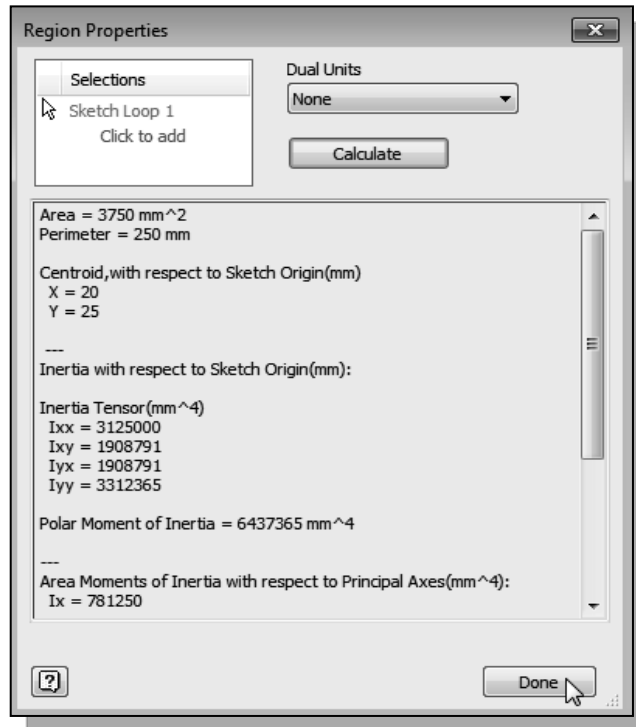 Region Properties
Selections
Sketch Loop 1
Click to add
Dual Units
None
Calculate
Area = 3750 mm^2
Perimeter = 250 mm
Centroid,with respect to Sketch Origin(mm)
X = 20
Y = 25
---
Inertia with respect to Sketch Origin(mm):
Inertia Tensor(mm^4)
Ixx = 3125000
Ixy = 1908791
Iyx = 1908791
Iyy = 3312365
Polar Moment of Inertia = 6437365 mm^4
---
Area Moments of Inertia with respect to Principal Axes(mm^4):
Ix = 781250
?
Done